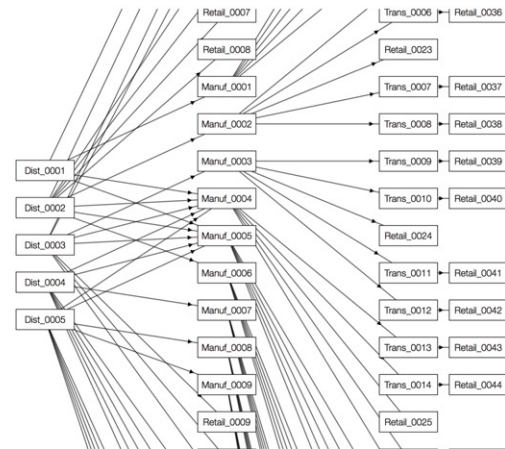 Retail_0007
Trans_0006
Retail_0036
Retail_0008
Retail_0023
Manuf_0001
Trans_0007
Retail_0037
Manuf_0002
Trans_0008
Retail_0038
Dist_0001
Manuf_0003
Trans_0009
Retail_0039
Dist_0002
Manuf_0004
Trans_0010
Retail_0040
Dist_0003
Manuf_0005
Retail_0024
Dist_0004
Manuf_0006
Trans_0011
Retail_0041
Dist_0005
Manuf_0007
Trans_0012
Retail_0042
Manuf_0008
Trans_0013
Retail_0043
Manuf_0009
Trans_0014
Retail_0044
Retail_0009
Retail_0025